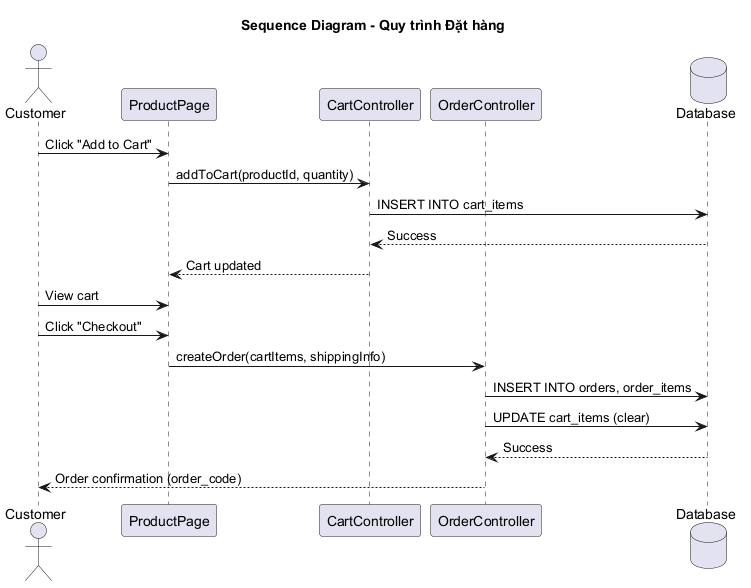 Sequence Diagram - Quy trình Đặt hàng
Customer
ProductPage
CartController
OrderController
Database
Click "Add to Cart"
addToCart(productId, quantity)
INSERT INTO cart_items
Success
Cart updated
View cart
Click "Checkout"
createOrder(cartItems, shippingInfo)
INSERT INTO orders, order_items
UPDATE cart_items (clear)
Success
Order confirmation (order_code)
Customer
ProductPage
CartController
OrderController
Database